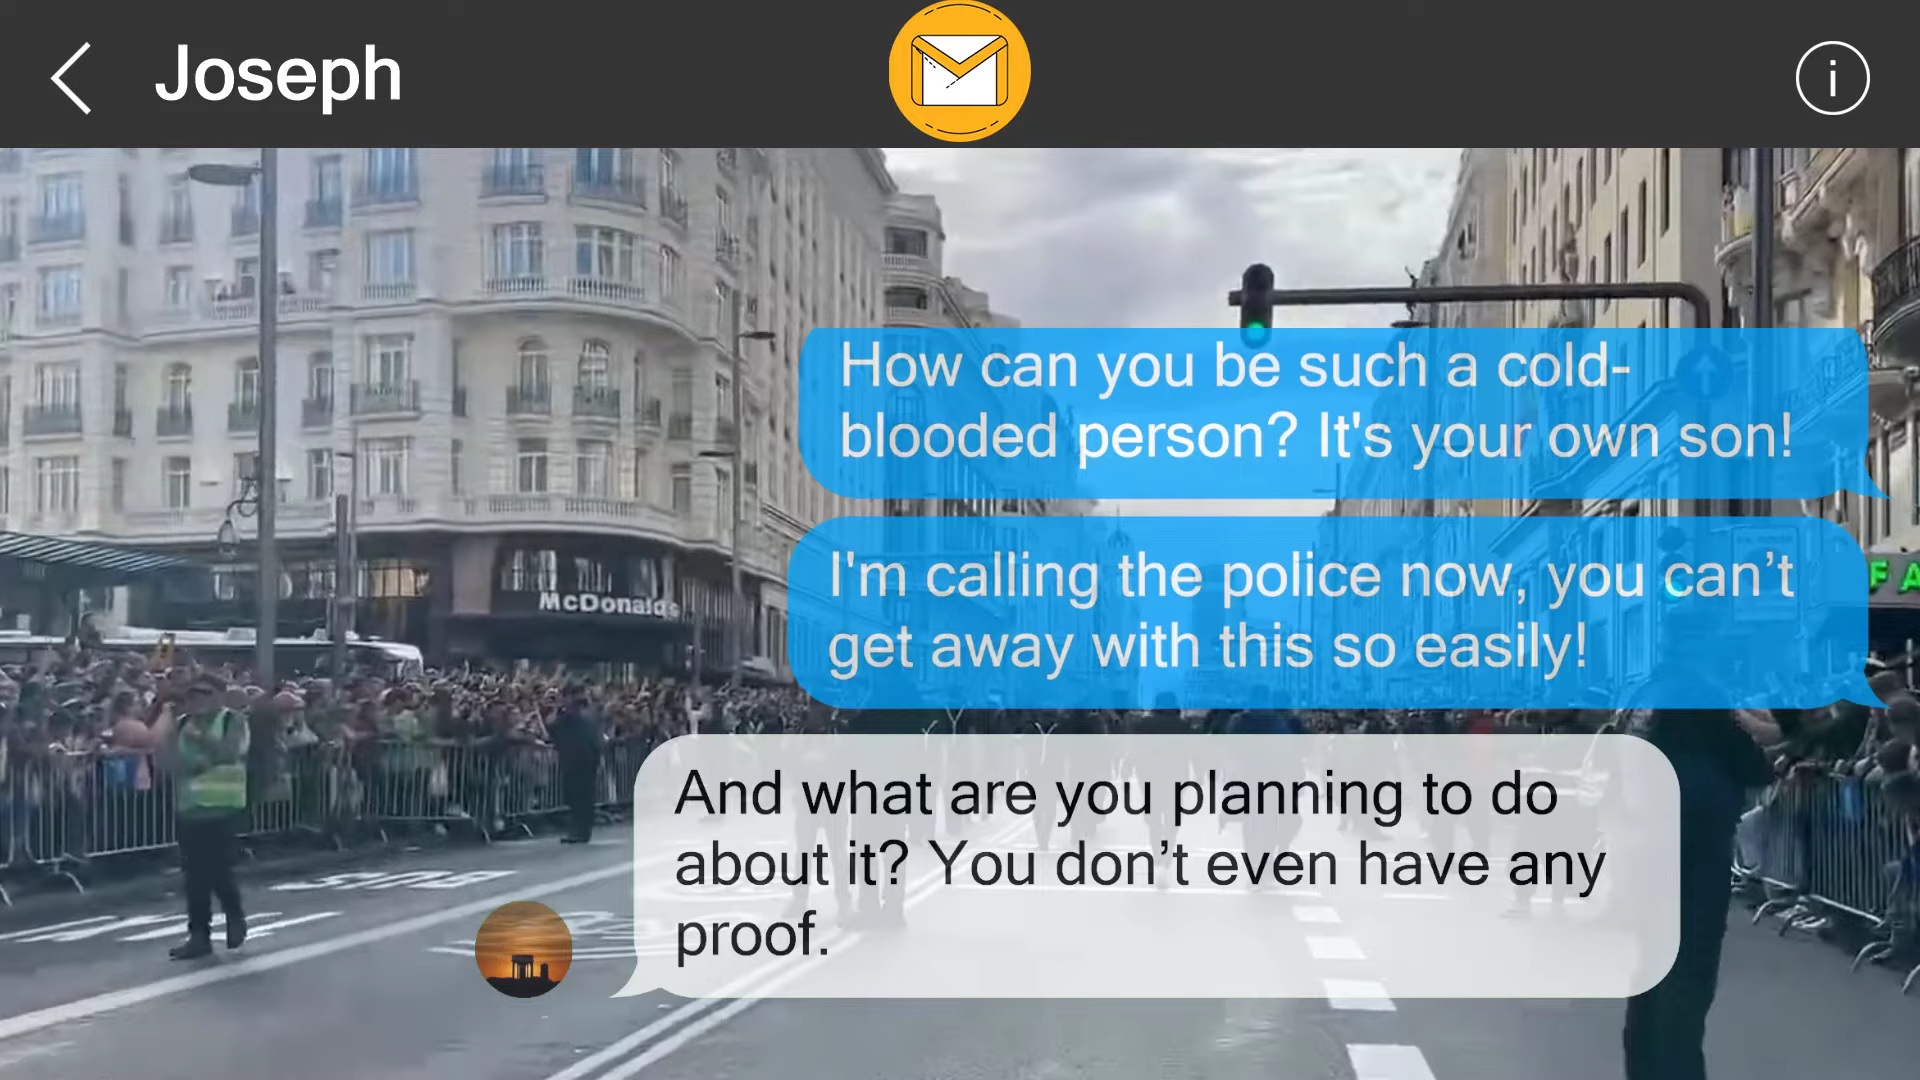 Joseph
How can you be such a cold-
blooded person? It's your own son!
I'm calling the police now, you can’t
get away with this so easily!
And what are you planning to do
about it? You don’t even have any
proof.
McDonald's
FA
BUS